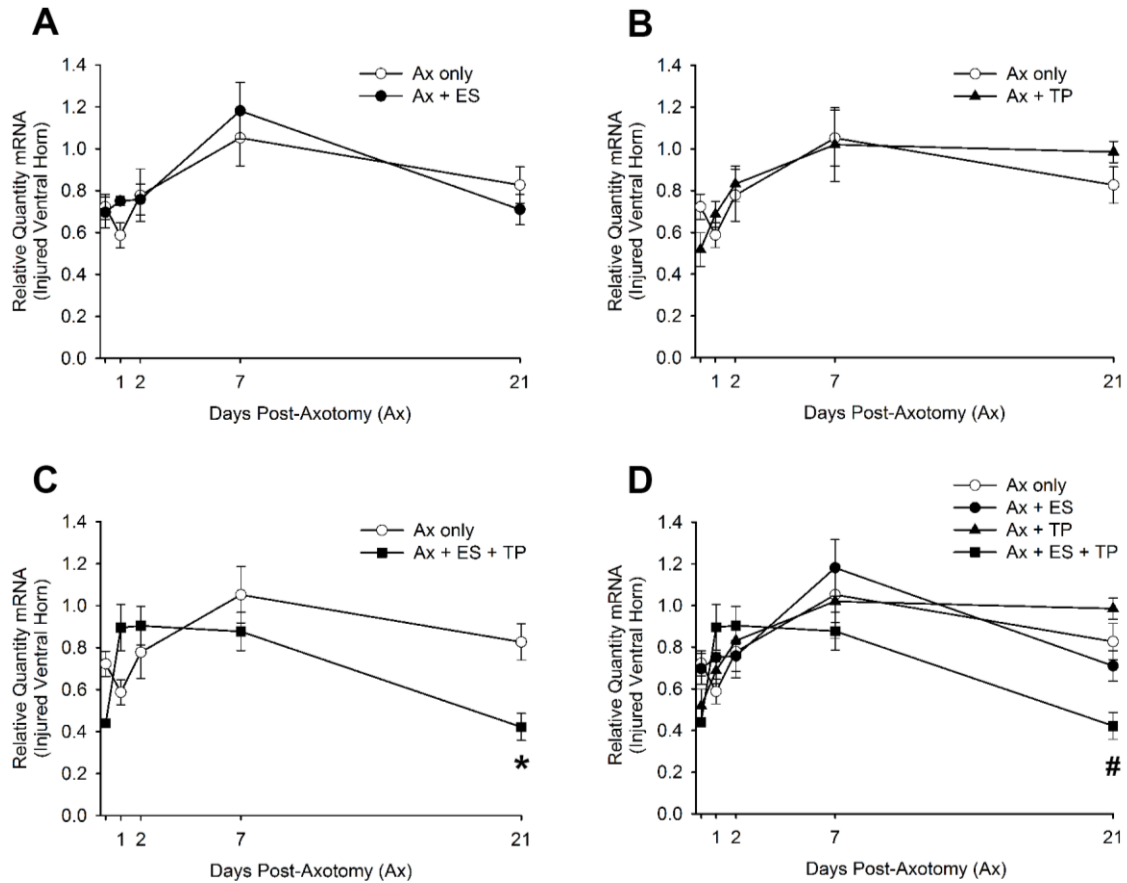 A
Relative Quantity mRNA
(Injured Ventral Horn)
1.4
1.2
1.0
0.8
0.6
0.4
0.2
0.0
Ax only
Ax + ES
1 2 7 21
Days Post-Axotomy (Ax)
B
Relative Quantity mRNA
(Injured Ventral Horn)
1.4
1.2
1.0
0.8
0.6
0.4
0.2
0.0
Ax only
Ax + TP
1 2 7 21
Days Post-Axotomy (Ax)
C
Relative Quantity mRNA
(Injured Ventral Horn)
1.4
1.2
1.0
0.8
0.6
0.4
0.2
0.0
Ax only
Ax + ES + TP
*
1 2 7 21
Days Post-Axotomy (Ax)
D
Relative Quantity mRNA
(Injured Ventral Horn)
1.4
1.2
1.0
0.8
0.6
0.4
0.2
0.0
Ax only
Ax + ES
Ax + TP
Ax + ES + TP
#
1 2 7 21
Days Post-Axotomy (Ax)